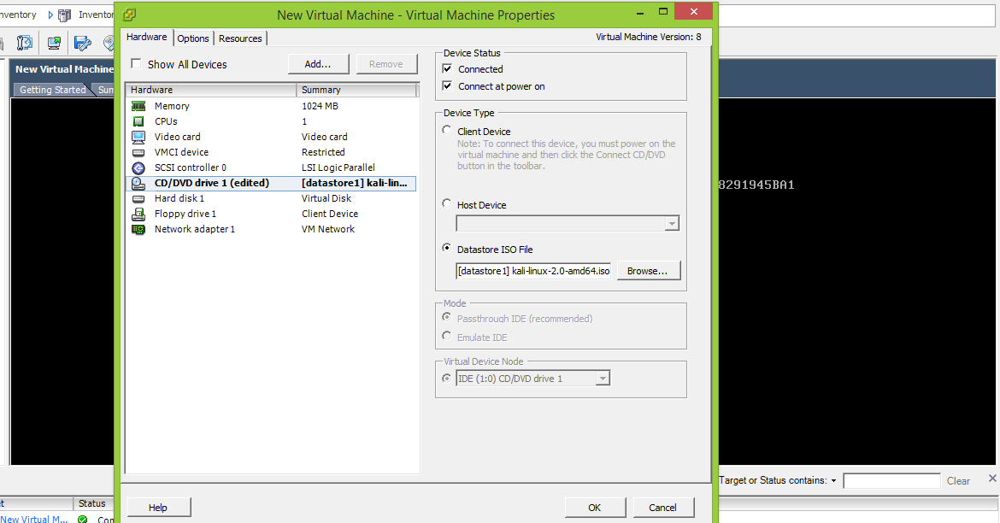 New Virtual Machine - Virtual Machine Properties
nventory
Inventor
Hardware
Options
Resources
Virtual Machine Version: 8
New Virtual Machine
Getting Started
Sum
Show All Devices
Add...
Remove
Hardware
Summary
Memory
1024 MB
CPUs
1
Video card
Video card
VMCI device
Restricted
SCSI controller 0
LSI Logic Parallel
CD/DVD drive 1 (edited)
[datastore1] kali-lin...
Hard disk 1
Virtual Disk
Floppy drive 1
Client Device
Network adapter 1
VM Network
Device Status
Connected
Connect at power on
Device Type
Client Device
Note: To connect this device, you must power on the
virtual machine and then click the Connect CD/DVD
button in the toolbar.
Host Device
Datastore ISO File
[datastore1] kali-linux-2.0-amd64.iso
Browse...
Mode
Passthrough IDE (recommended)
Emulate IDE
Virtual Device Node
IDE (1:0) CD/DVD drive 1
8291945BA1
Target or Status contains:
Clear
et
Status
New Virtual M...
Com
Help
OK
Cancel